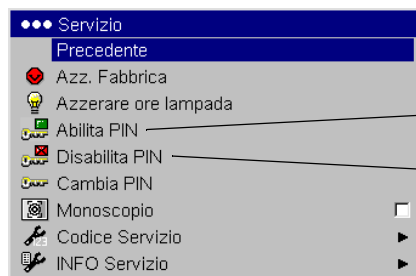 ••• Servizio
Precedente
Azz. Fabbrica
Azzerare ore lampada
Abilita PIN
Disabilita PIN
Cambia PIN
Monoscopio
Codice Servizio
INFO Servizio